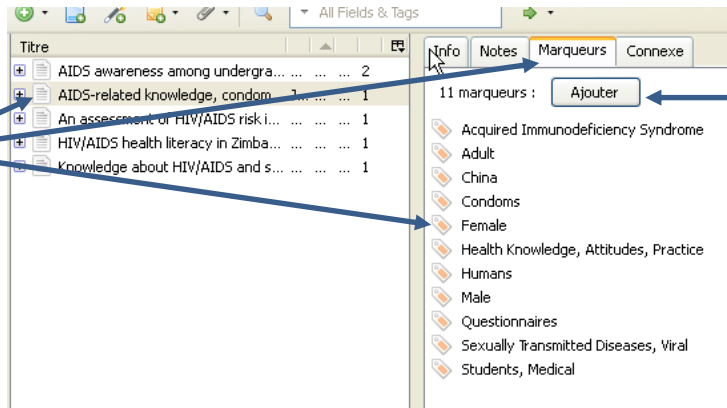 All Fields & Tags
Titre
AIDS awareness among undergra... ... ... 2
AIDS-related knowledge, condom... ... ... 1
An assessment of HIV/AIDS risk i... ... ... 1
HIV/AIDS health literacy in Zimba... ... ... 1
Knowledge about HIV/AIDS and s... ... ... 1
Info Notes Marqueurs Connexe
11 marqueurs : Ajouter
Acquired Immunodeficiency Syndrome
Adult
China
Condoms
Female
Health Knowledge, Attitudes, Practice
Humans
Male
Questionnaires
Sexually Transmitted Diseases, Viral
Students, Medical